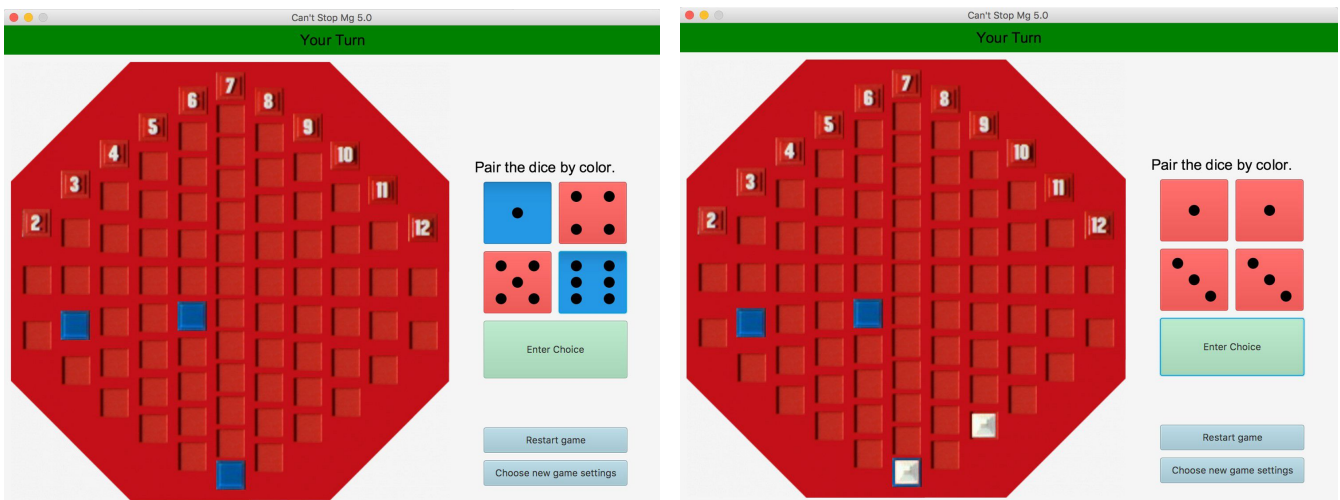 Can't Stop Mg 5.0
Your Turn
7
6
8
5
9
4
10
3
11
2
12
Pair the dice by color.
Enter Choice
Restart game
Choose new game settings
Can't Stop Mg 5.0
Your Turn
7
6
8
5
9
4
10
3
11
2
12
Pair the dice by color.
Enter Choice
Restart game
Choose new game settings